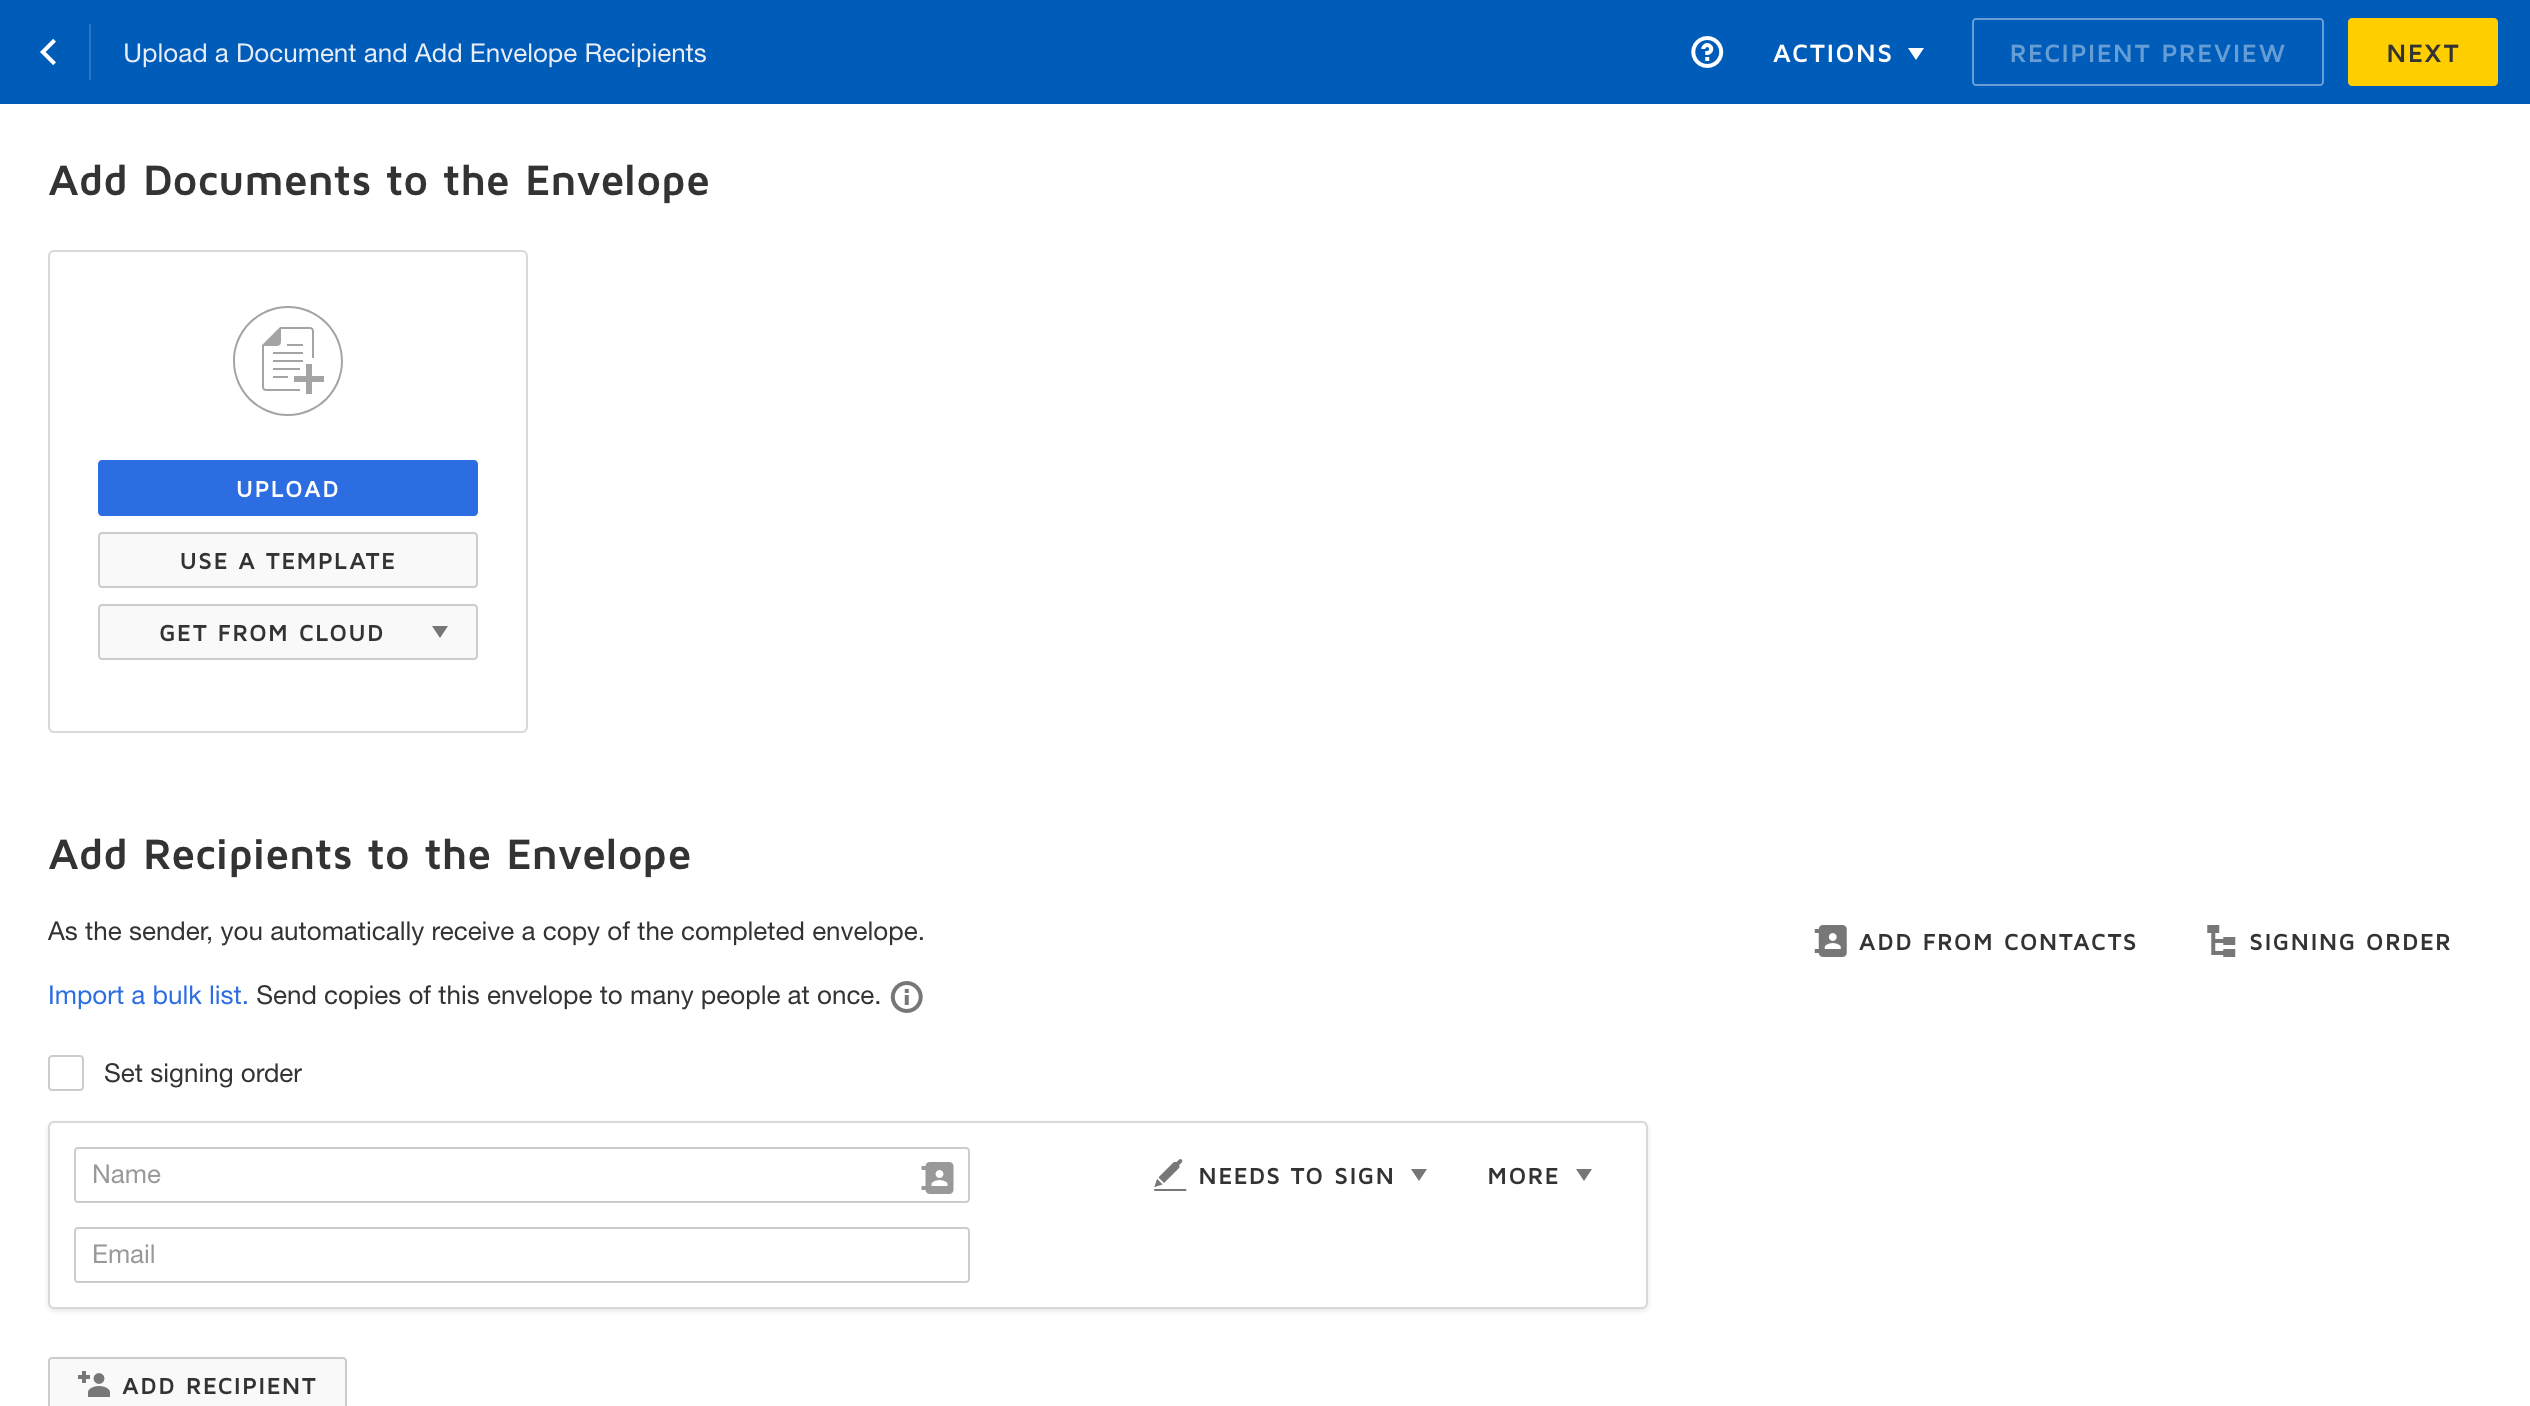 Upload a Document and Add Envelope Recipients
ACTIONS
RECIPIENT PREVIEW
NEXT
Add Documents to the Envelope
UPLOAD
USE A TEMPLATE
GET FROM CLOUD
Add Recipients to the Envelope
As the sender, you automatically receive a copy of the completed envelope.
ADD FROM CONTACTS
SIGNING ORDER
Import a bulk list. Send copies of this envelope to many people at once.
Set signing order
Name
NEEDS TO SIGN
MORE
Email
ADD RECIPIENT